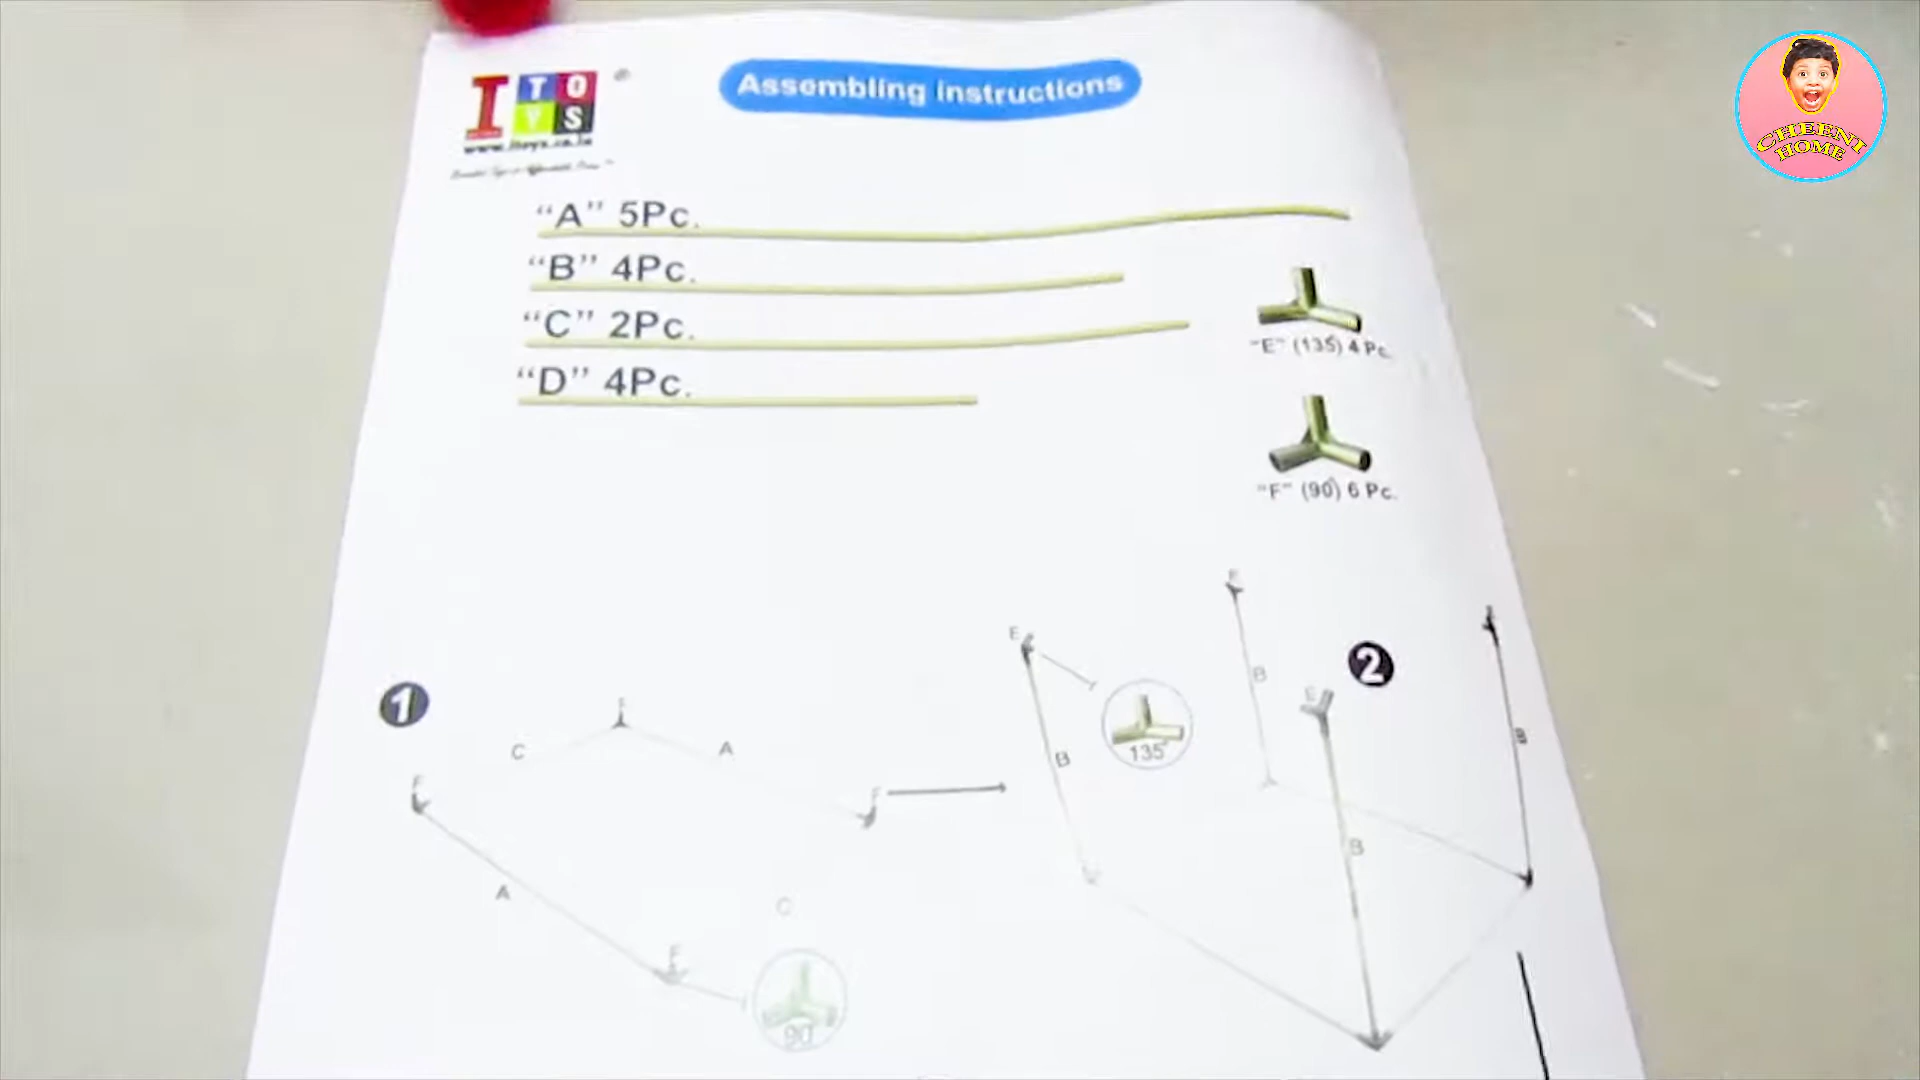 I TOYS ®
www.itoys.co.in
Assembling instructions
"A" 5Pc.
"B" 4Pc.
"C" 2Pc.
"D" 4Pc.
"E" (135) 4 Pc.
"F" (90) 6 Pc.
1
F
C
A
F
F
A
C
F
90
2
E
E
B
E
135
B
B
B
CHEENI
HOME